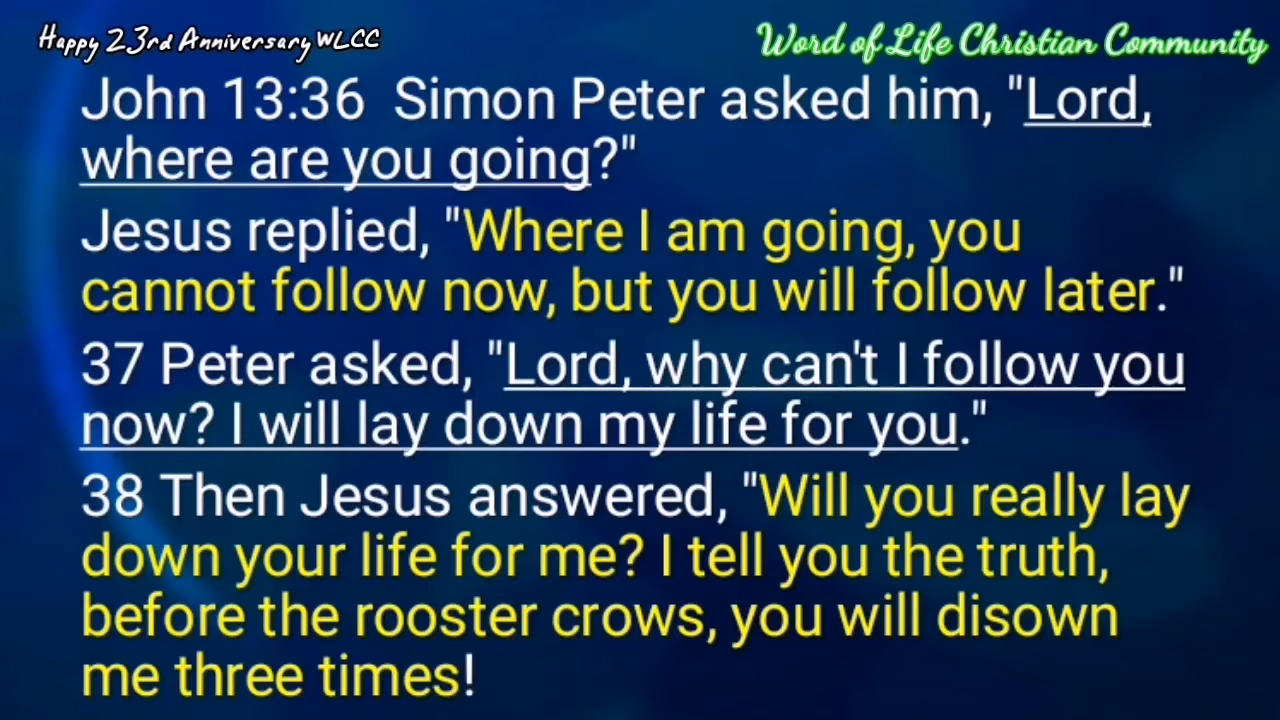 Happy 23rd Anniversary WLCC
Word of Life Christian Community
John 13:36 Simon Peter asked him, "Lord,
where are you going?"
Jesus replied, "Where I am going, you
cannot follow now, but you will follow later."
37 Peter asked, "Lord, why can't I follow you
now? I will lay down my life for you."
38 Then Jesus answered, "Will you really lay
down your life for me? I tell you the truth,
before the rooster crows, you will disown
me three times!